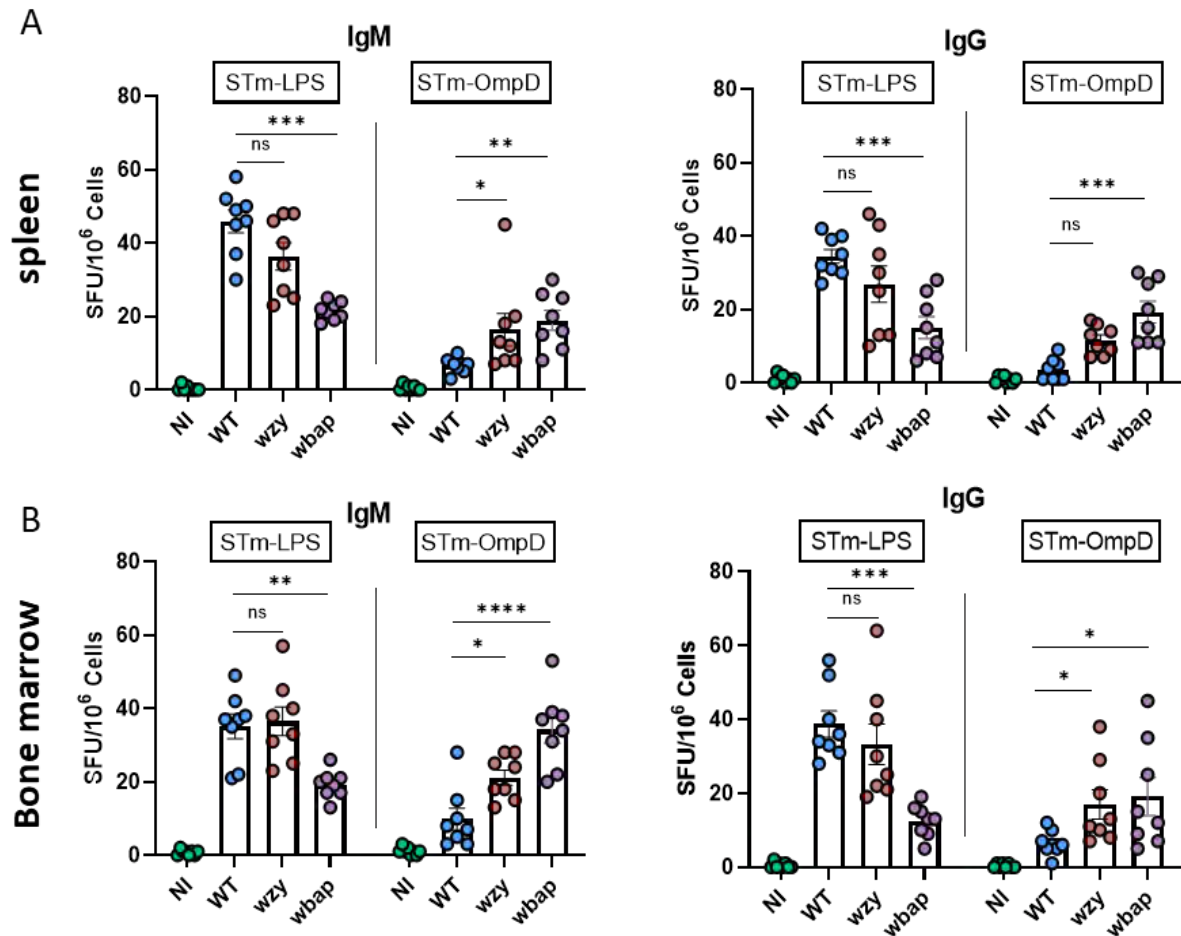 A
spleen
IgM
STm-LPS
STm-OmpD
SFU/10⁶ Cells
80
60
40
20
0
***
ns
**
*
NI WT wzy wbap NI WT wzy wbap
IgG
STm-LPS
STm-OmpD
SFU/10⁶ Cells
80
60
40
20
0
***
ns
***
ns
NI WT wzy wbap NI WT wzy wbap
B
Bone marrow
IgM
STm-LPS
STm-OmpD
SFU/10⁶ Cells
80
60
40
20
0
**
ns
****
*
NI WT wzy wbap NI WT wzy wbap
IgG
STm-LPS
STm-OmpD
SFU/10⁶ Cells
80
60
40
20
0
***
ns
*
*
NI WT wzy wbap NI WT wzy wbap